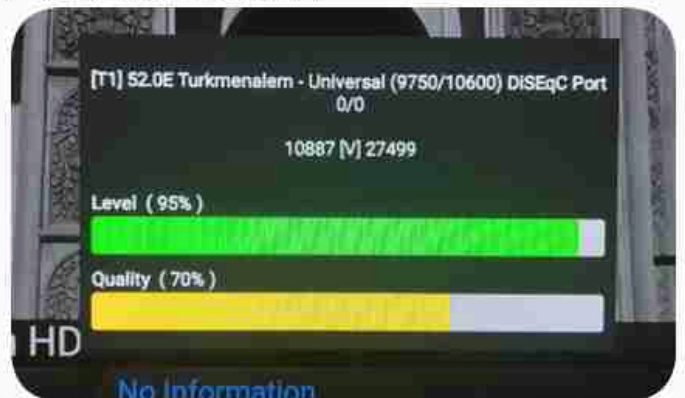 [T1] 52.0E Turkmenalem - Universal (9750/10600) DiSEqC Port
0/0
10887 [V] 27499
Level ( 95% )
Quality ( 70% )
HD
No Information